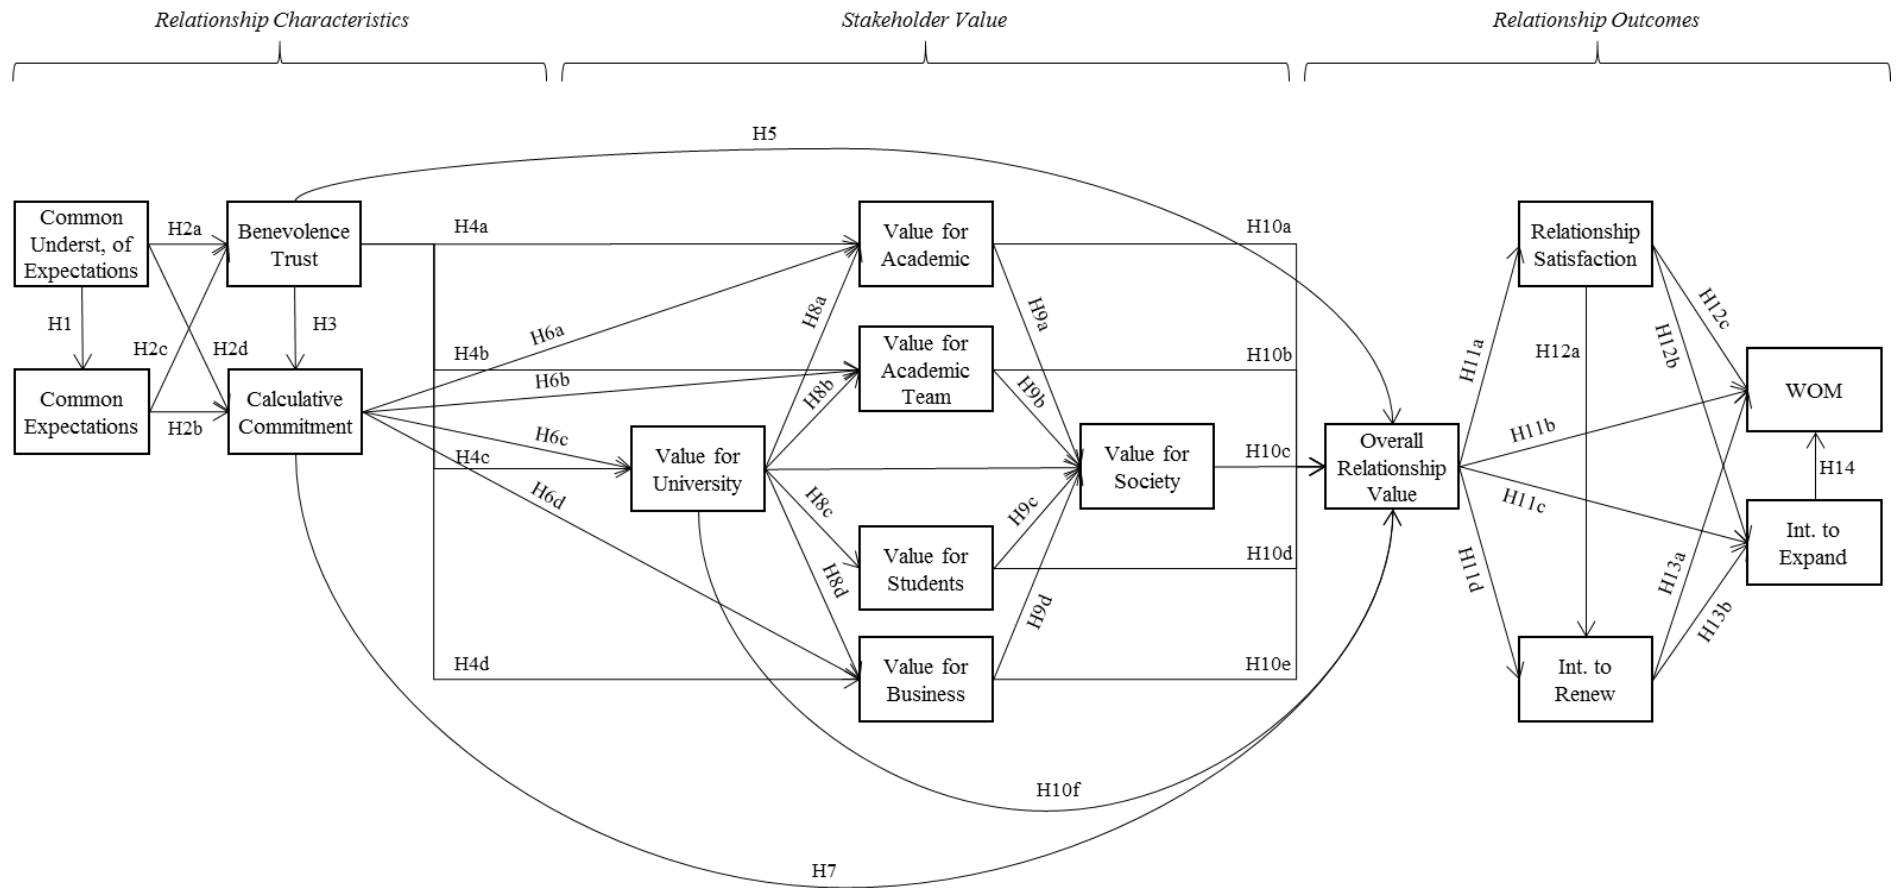 Relationship Characteristics
Stakeholder Value
Relationship Outcomes
H5
Common
Underst, of
Expectations
H2a
Benevolence
Trust
H4a
Value for
Academic
H10a
Relationship
Satisfaction
H1
H2c
H2d
H3
H6a
H8a
H9a
H11a
H12a
H12b
H12c
H4b
Value for
Academic
Team
H10b
Common
Expectations
H2b
Calculative
Commitment
H6b
H8b
H9b
WOM
H6c
H4c
Value for
University
Value for
Society
H10c
Overall
Relationship
Value
H11b
H14
H6d
H8c
H9c
H11c
Int. to
Expand
Value for
Students
H10d
H8d
H9d
H11d
H13a
H13b
H4d
Value for
Business
H10e
Int. to
Renew
H10f
H7